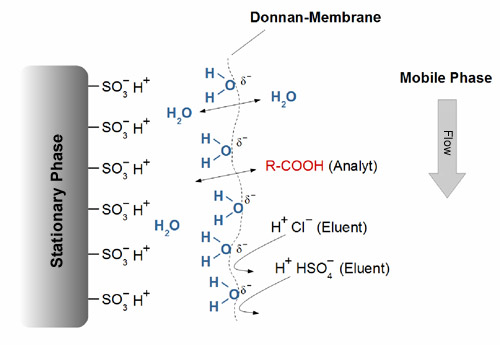 Donnan-Membrane
Mobile Phase
Flow
Stationary Phase
SO₃⁻ H⁺
SO₃⁻ H⁺
SO₃⁻ H⁺
SO₃⁻ H⁺
SO₃⁻ H⁺
SO₃⁻ H⁺
H
H
O
δ⁻
H₂O
H₂O
H
H
O
δ⁻
R-COOH (Analyt)
H
H
O
δ⁻
H₂O
H⁺ Cl⁻ (Eluent)
H
H
O
δ⁻
H⁺ HSO₄⁻ (Eluent)
H
H
O
δ⁻